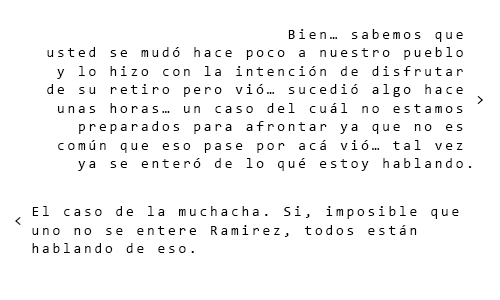 Bien… sabemos que
usted se mudó hace poco a nuestro pueblo
y lo hizo con la intención de disfrutar
de su retiro pero vió… sucedió algo hace
unas horas… un caso del cuál no estamos
preparados para afrontar ya que no es
común que eso pase por acá vió… tal vez
ya se enteró de lo qué estoy hablando.
El caso de la muchacha. Si, imposible que
uno no se entere Ramirez, todos están
hablando de eso.